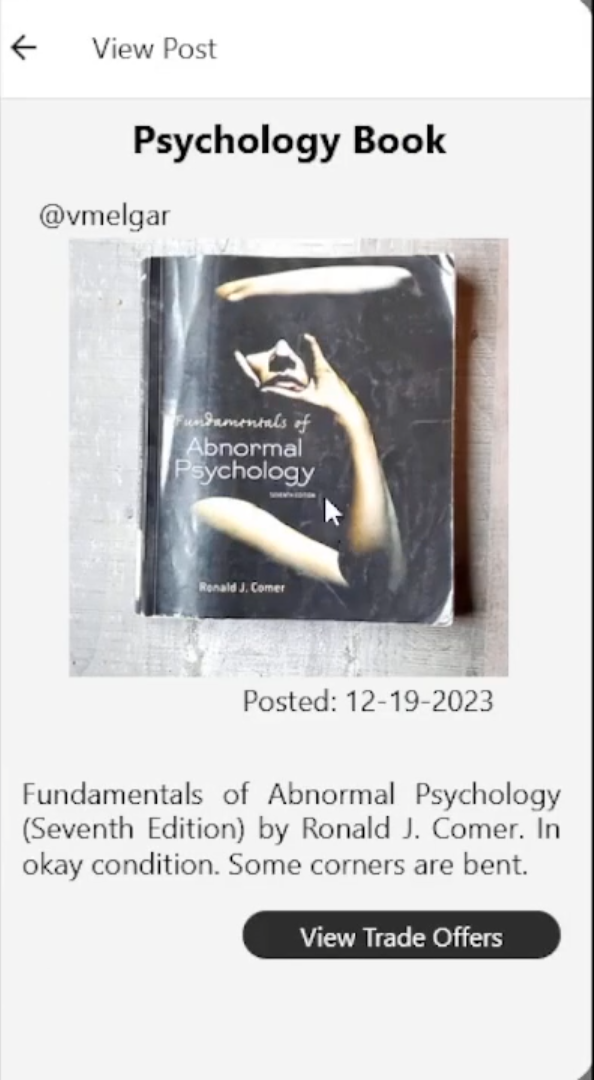 View Post
Psychology Book
@vmelgar
Fundamentals of
Abnormal
Psychology
SEVENTH EDITION
Ronald J. Comer
Posted: 12-19-2023
Fundamentals of Abnormal Psychology
(Seventh Edition) by Ronald J. Comer. In
okay condition. Some corners are bent.
View Trade Offers